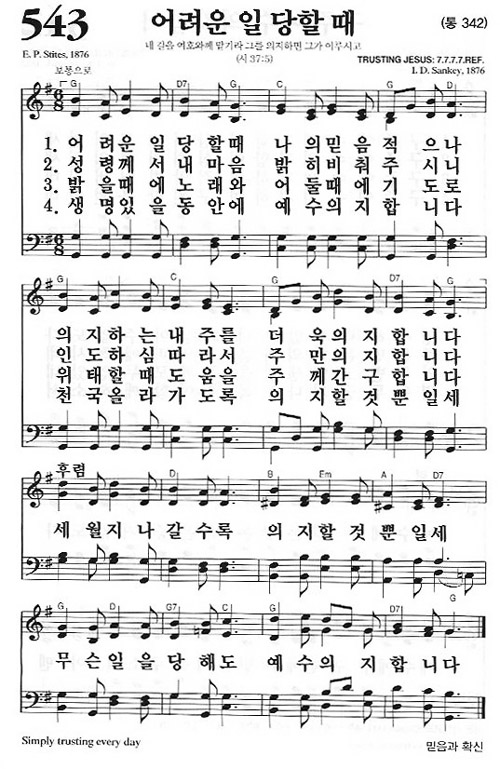 543
어려운 일 당할 때
(통 342)
네 길을 여호와께 맡기라 그를 의지하면 그가 이루시고
(시 37:5)
E. P. Stites, 1876
TRUSTING JESUS: 7.7.7.7.REF.
I. D. Sankey, 1876
보통으로
G D7 G C G
1. 어 려운 일 당할때 나 의믿 음 적 으나
2. 성 령께 서 내마음 밝 히비 춰 주 시니
3. 밝 을때 에 노래와 어 둘때 에 기 도로
4. 생 명있 을 동안에 예 수의 지 합 니다
G C G D7 G
의 지하 는 내주를 더 욱의 지 합 니다
인 도하 심 따라서 주 만의 지 합 니다
위 태할 때 도움을 주 께간 구 합 니다
천 국올 라 가도록 의 지할 것 뿐 일세
후렴
G D B Em A D7
세 월지 나 갈수록 의 지할 것 뿐 일세
G D G7 C G D7 G
무 슨일 을 당해도 예 수의 지 합 니다
Simply trusting every day
믿음과 확신